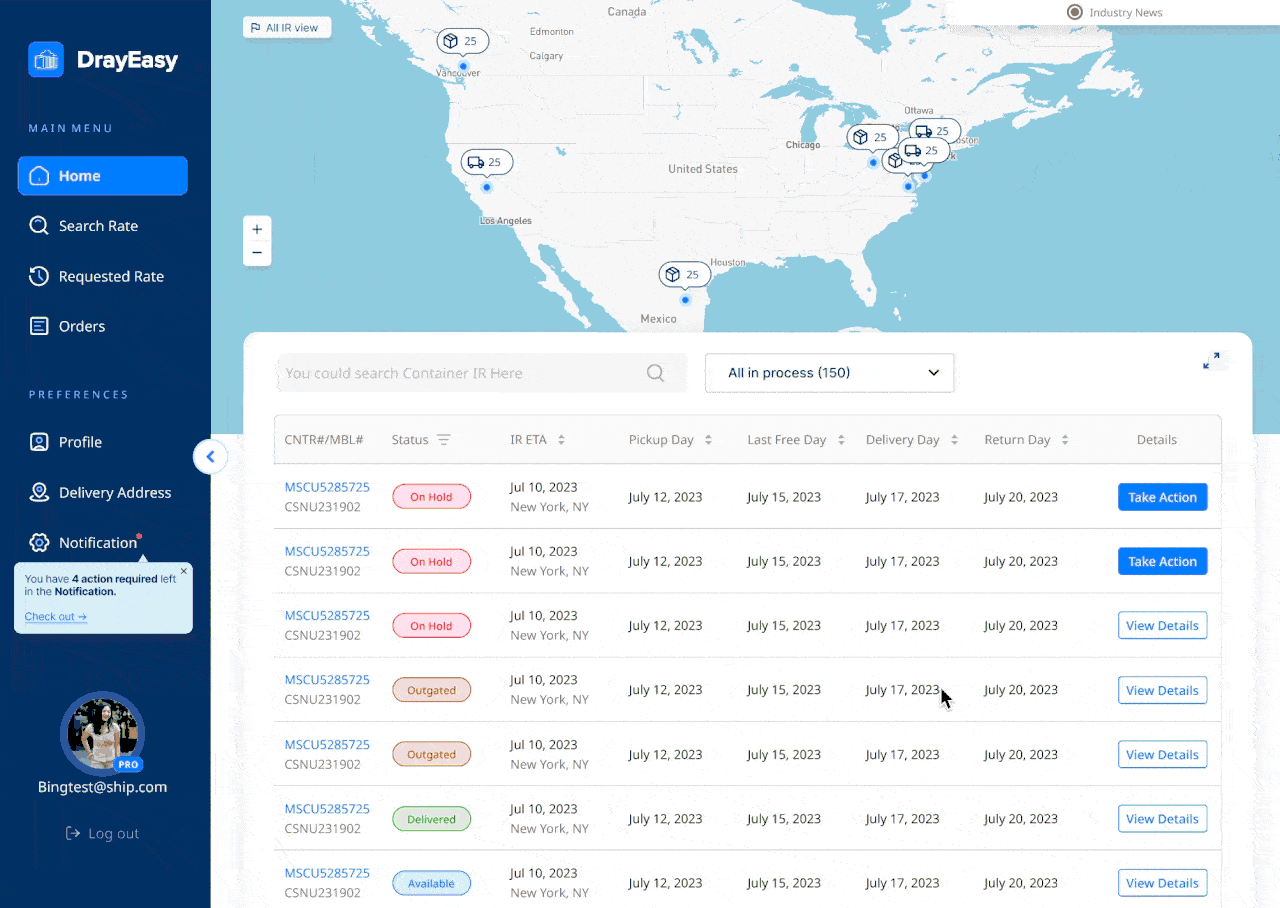 DrayEasy
MAIN MENU
Home
Search Rate
Requested Rate
Orders
PREFERENCES
Profile
Delivery Address
Notification
You have 4 action required left
in the Notification.
Check out →
PRO
Bingtest@ship.com
Log out
All IR view
Industry News
Canada
Edmonton
Calgary
25
Vancouver
Ottawa
25
25
Chicago
25
United States
25
Los Angeles
Houston
25
Mexico
+
−
You could search Container IR Here
All in process (150)
CNTR#/MBL# Status IR ETA Pickup Day Last Free Day Delivery Day Return Day Details
MSCU5285725 On Hold Jul 10, 2023 July 12, 2023 July 15, 2023 July 17, 2023 July 20, 2023 Take Action
CSNU231902 New York, NY
MSCU5285725 On Hold Jul 10, 2023 July 12, 2023 July 15, 2023 July 17, 2023 July 20, 2023 Take Action
CSNU231902 New York, NY
MSCU5285725 On Hold Jul 10, 2023 July 12, 2023 July 15, 2023 July 17, 2023 July 20, 2023 View Details
CSNU231902 New York, NY
MSCU5285725 Outgated Jul 10, 2023 July 12, 2023 July 15, 2023 July 17, 2023 July 20, 2023 View Details
CSNU231902 New York, NY
MSCU5285725 Outgated Jul 10, 2023 July 12, 2023 July 15, 2023 July 17, 2023 July 20, 2023 View Details
CSNU231902 New York, NY
MSCU5285725 Delivered Jul 10, 2023 July 12, 2023 July 15, 2023 July 17, 2023 July 20, 2023 View Details
CSNU231902 New York, NY
MSCU5285725 Available Jul 10, 2023 July 12, 2023 July 15, 2023 July 17, 2023 July 20, 2023 View Details
CSNU231902 New York, NY